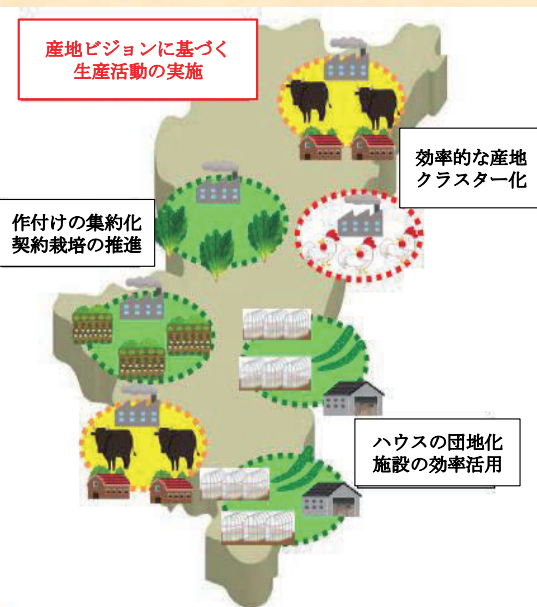 産地ビジョンに基づく
生産活動の実施
効率的な産地
クラスター化
作付けの集約化
契約栽培の推進
ハウスの団地化
施設の効率活用